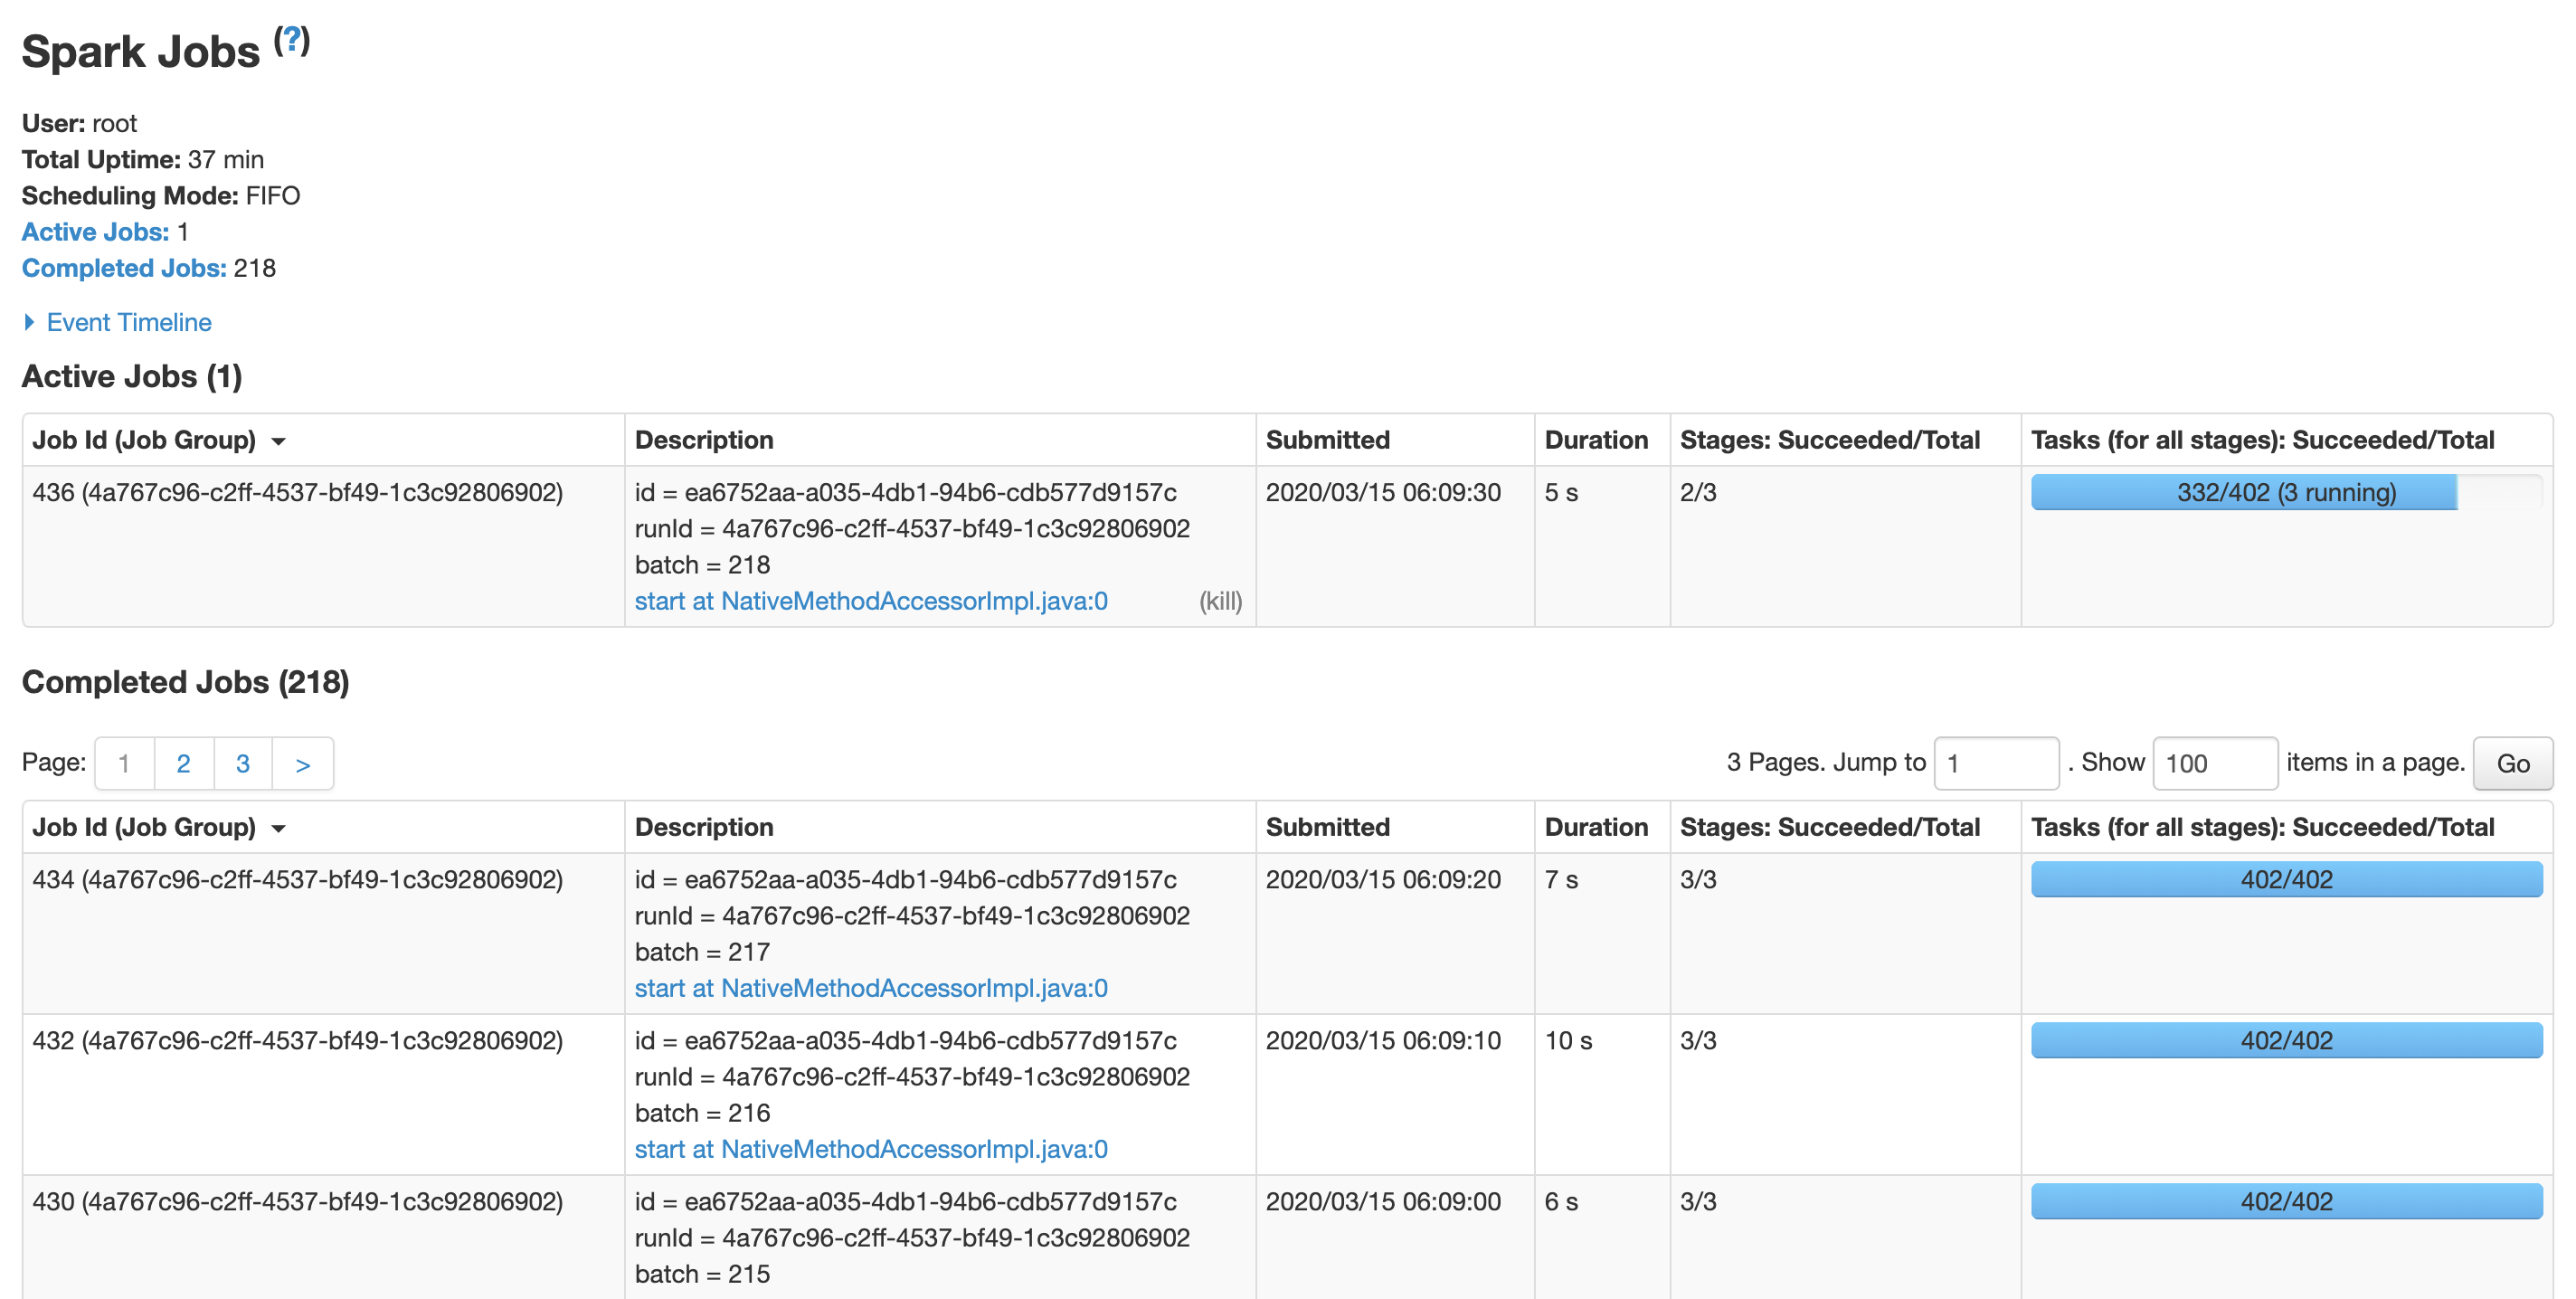 Spark Jobs (?)
User: root
Total Uptime: 37 min
Scheduling Mode: FIFO
Active Jobs: 1
Completed Jobs: 218
Event Timeline
Active Jobs (1)
Job Id (Job Group) Description Submitted Duration Stages: Succeeded/Total Tasks (for all stages): Succeeded/Total
436 (4a767c96-c2ff-4537-bf49-1c3c92806902) id = ea6752aa-a035-4db1-94b6-cdb577d9157c 2020/03/15 06:09:30 5 s 2/3 332/402 (3 running)
runId = 4a767c96-c2ff-4537-bf49-1c3c92806902
batch = 218
start at NativeMethodAccessorImpl.java:0 (kill)
Completed Jobs (218)
Page: 1 2 3 > 3 Pages. Jump to 1 . Show 100 items in a page. Go
Job Id (Job Group) Description Submitted Duration Stages: Succeeded/Total Tasks (for all stages): Succeeded/Total
434 (4a767c96-c2ff-4537-bf49-1c3c92806902) id = ea6752aa-a035-4db1-94b6-cdb577d9157c 2020/03/15 06:09:20 7 s 3/3 402/402
runId = 4a767c96-c2ff-4537-bf49-1c3c92806902
batch = 217
start at NativeMethodAccessorImpl.java:0
432 (4a767c96-c2ff-4537-bf49-1c3c92806902) id = ea6752aa-a035-4db1-94b6-cdb577d9157c 2020/03/15 06:09:10 10 s 3/3 402/402
runId = 4a767c96-c2ff-4537-bf49-1c3c92806902
batch = 216
start at NativeMethodAccessorImpl.java:0
430 (4a767c96-c2ff-4537-bf49-1c3c92806902) id = ea6752aa-a035-4db1-94b6-cdb577d9157c 2020/03/15 06:09:00 6 s 3/3 402/402
runId = 4a767c96-c2ff-4537-bf49-1c3c92806902
batch = 215